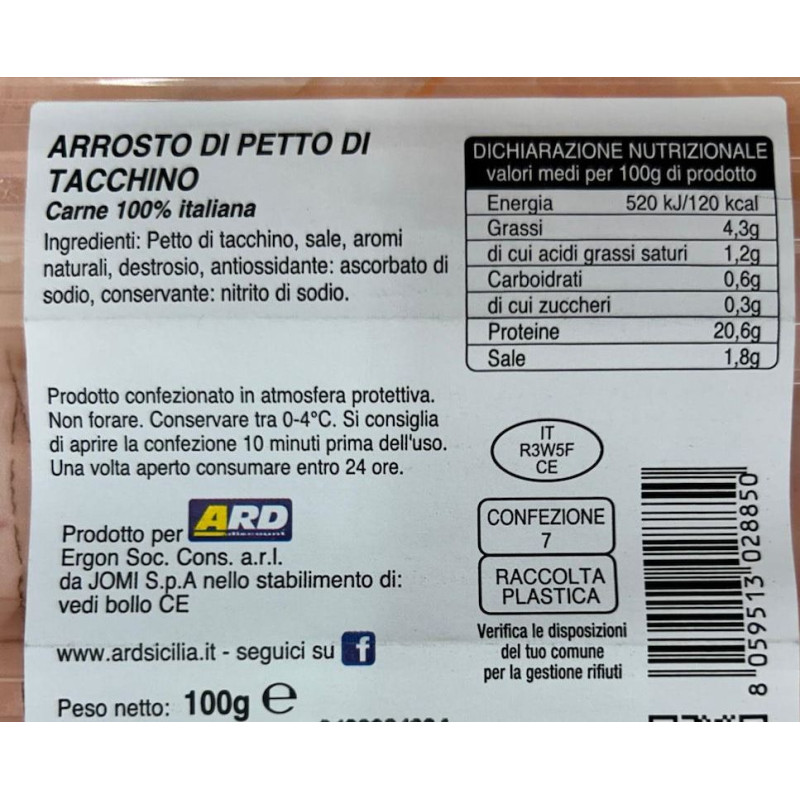 ARROSTO DI PETTO DI
TACCHINO
Carne 100% italiana
Ingredienti: Petto di tacchino, sale, aromi
naturali, destrosio, antiossidante: ascorbato di
sodio, conservante: nitrito di sodio.
DICHIARAZIONE NUTRIZIONALE
valori medi per 100g di prodotto
Energia 520 kJ/120 kcal
Grassi 4,3g
di cui acidi grassi saturi 1,2g
Carboidrati 0,6g
di cui zuccheri 0,3g
Proteine 20,6g
Sale 1,8g
Prodotto confezionato in atmosfera protettiva.
Non forare. Conservare tra 0-4°C. Si consiglia
di aprire la confezione 10 minuti prima dell'uso.
Una volta aperto consumare entro 24 ore.
Prodotto per ARD discount
Ergon Soc. Cons. a.r.l.
da JOMI S.p.A nello stabilimento di:
vedi bollo CE
www.ardsicilia.it - seguici su f
Peso netto: 100g e
IT
R3W5F
CE
CONFEZIONE
7
RACCOLTA
PLASTICA
Verifica le disposizioni
del tuo comune
per la gestione rifiuti
8 059513 028850